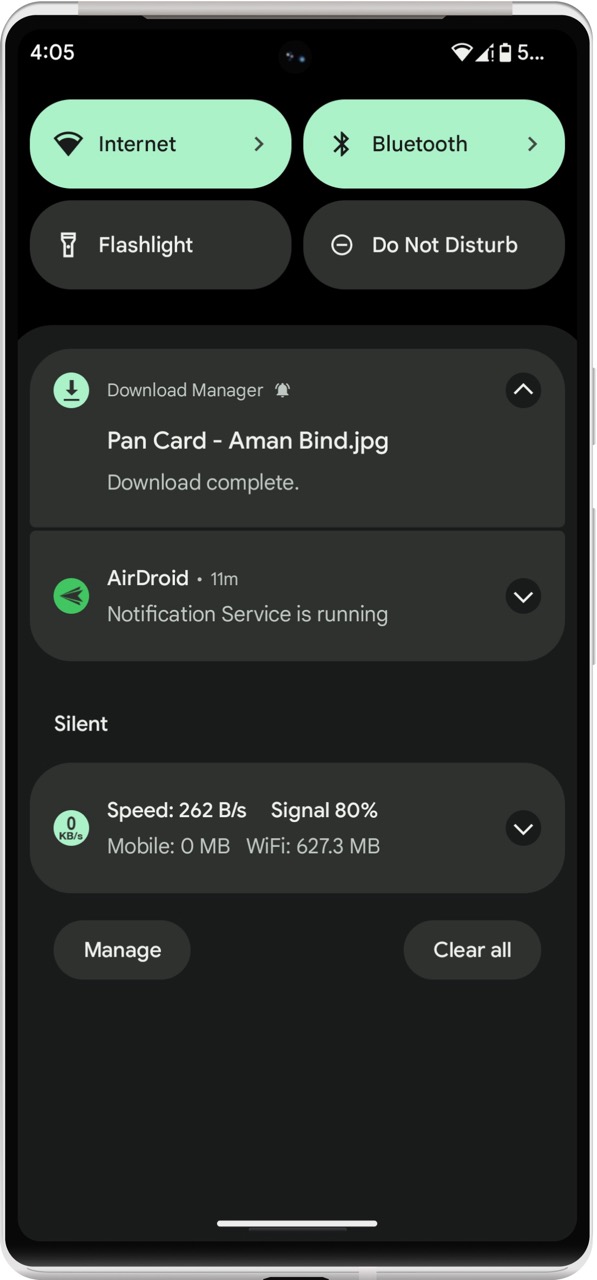 4:05 5...
Internet Bluetooth
Flashlight Do Not Disturb
Download Manager
Pan Card - Aman Bind.jpg
Download complete.
AirDroid • 11m
Notification Service is running
Silent
0 KB/s
Speed: 262 B/s Signal 80%
Mobile: 0 MB WiFi: 627.3 MB
Manage Clear all